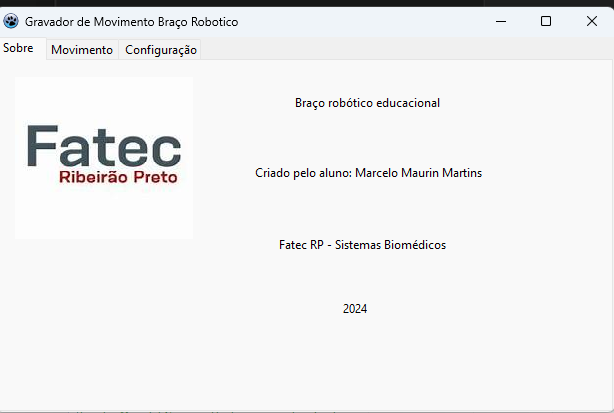 Gravador de Movimento Braço Robotico
Sobre
Movimento
Configuração
Fatec
Ribeirão Preto
Braço robótico educacional
Criado pelo aluno: Marcelo Maurin Martins
Fatec RP - Sistemas Biomédicos
2024